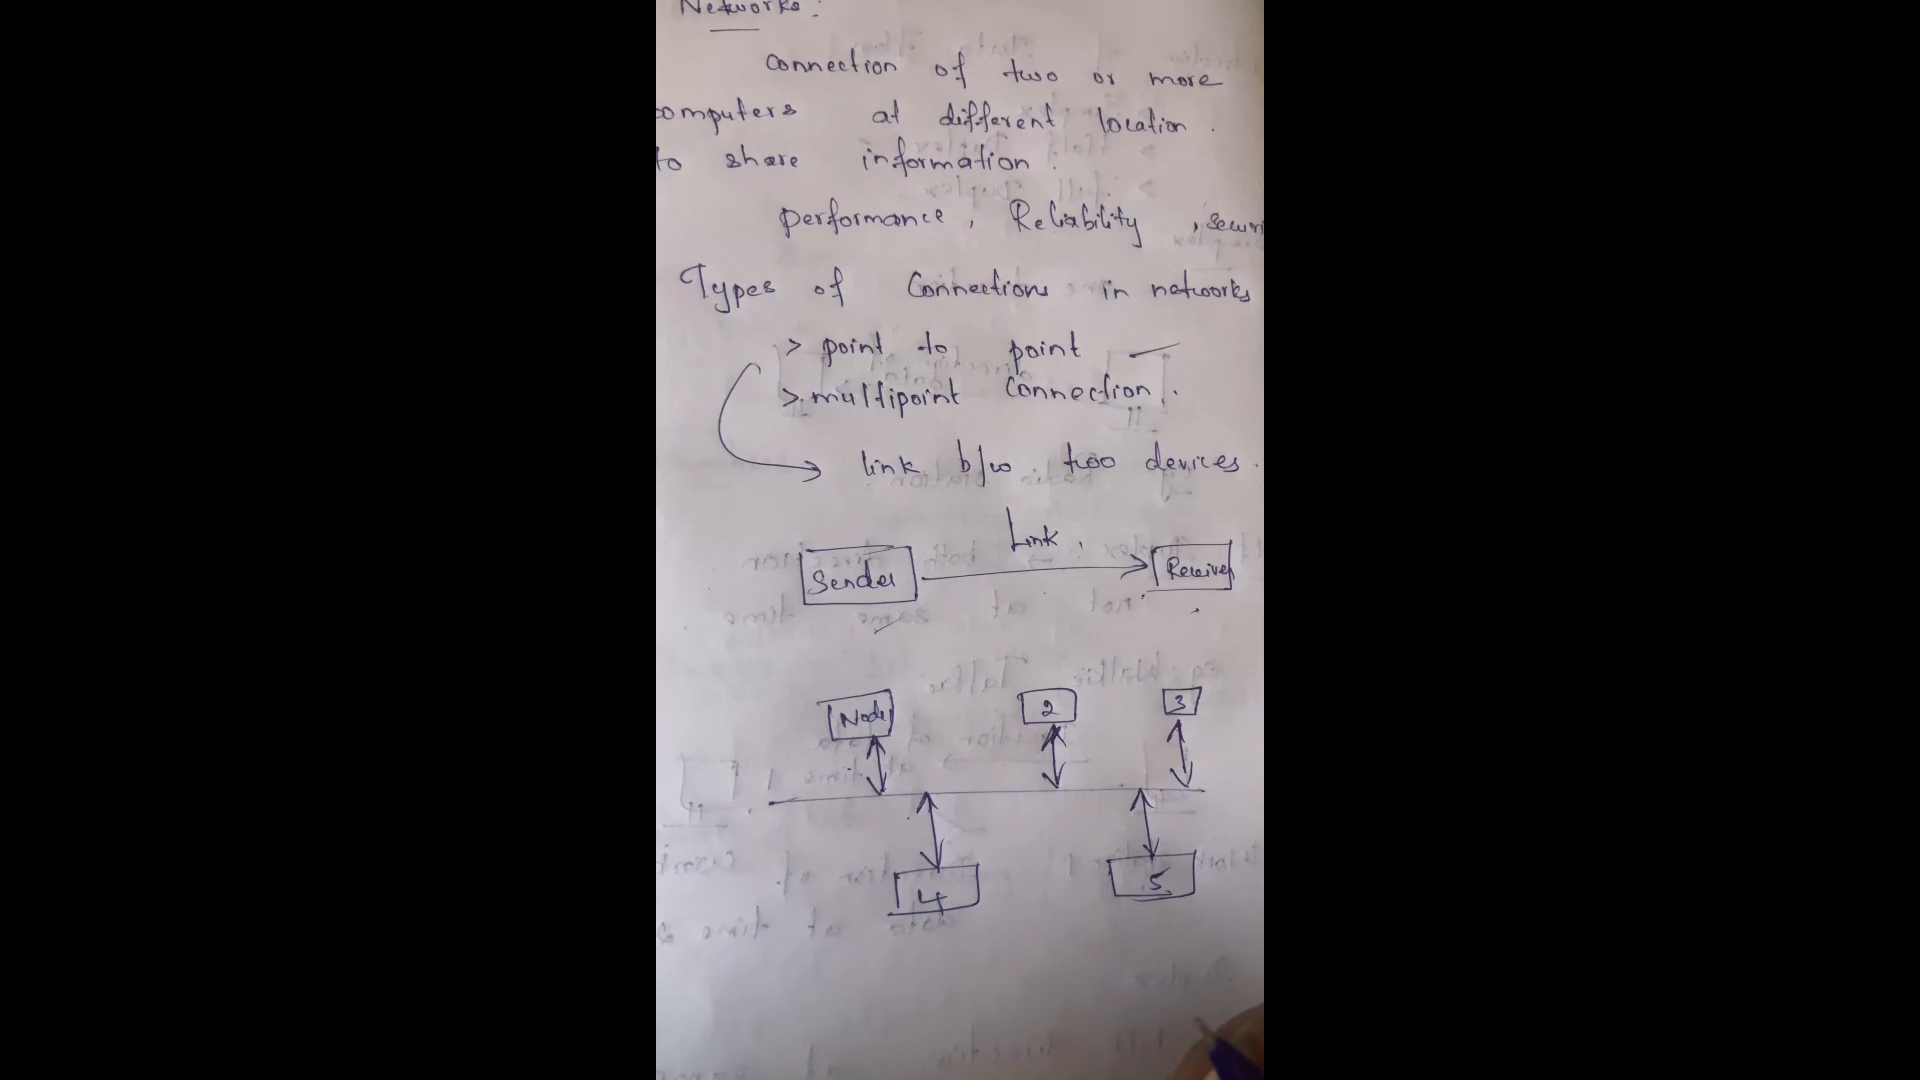 Networks:
Connection of two or more
computers at different location.
to share information.
performance, Reliability, securi
Types of Connections in networks
> point to point
> multipoint connection.
link b/w two devices.
Link,
Sender
Receiver
Node
2
3
4
5